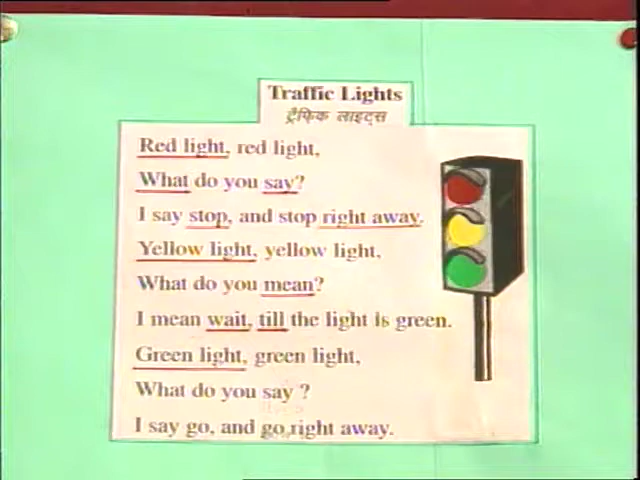 Traffic Lights
ट्रैफ़िक लाइट्स
Red light, red light,
What do you say?
I say stop, and stop right away.
Yellow light, yellow light,
What do you mean?
I mean wait, till the light is green.
Green light, green light,
What do you say ?
I say go, and go right away.